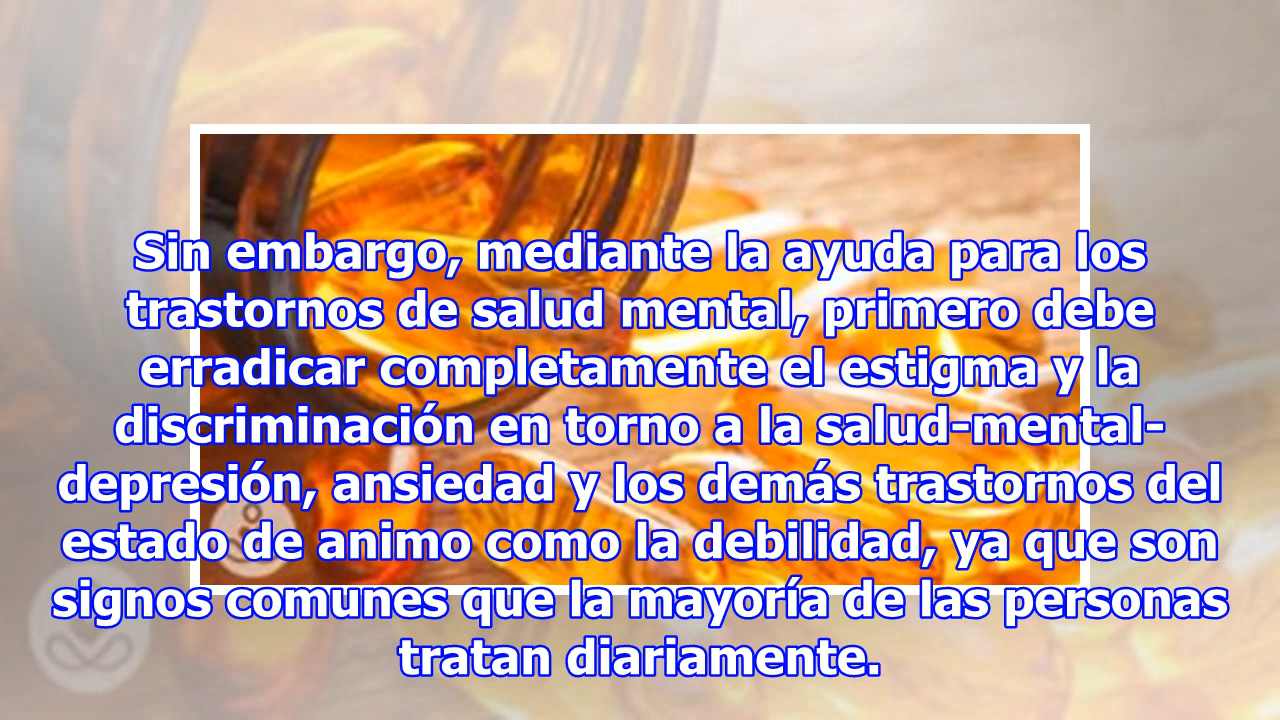 Sin embargo, mediante la ayuda para los
trastornos de salud mental, primero debe
erradicar completamente el estigma y la
discriminación en torno a la salud-mental-
depresión, ansiedad y los demás trastornos del
estado de animo como la debilidad, ya que son
signos comunes que la mayoría de las personas
tratan diariamente.